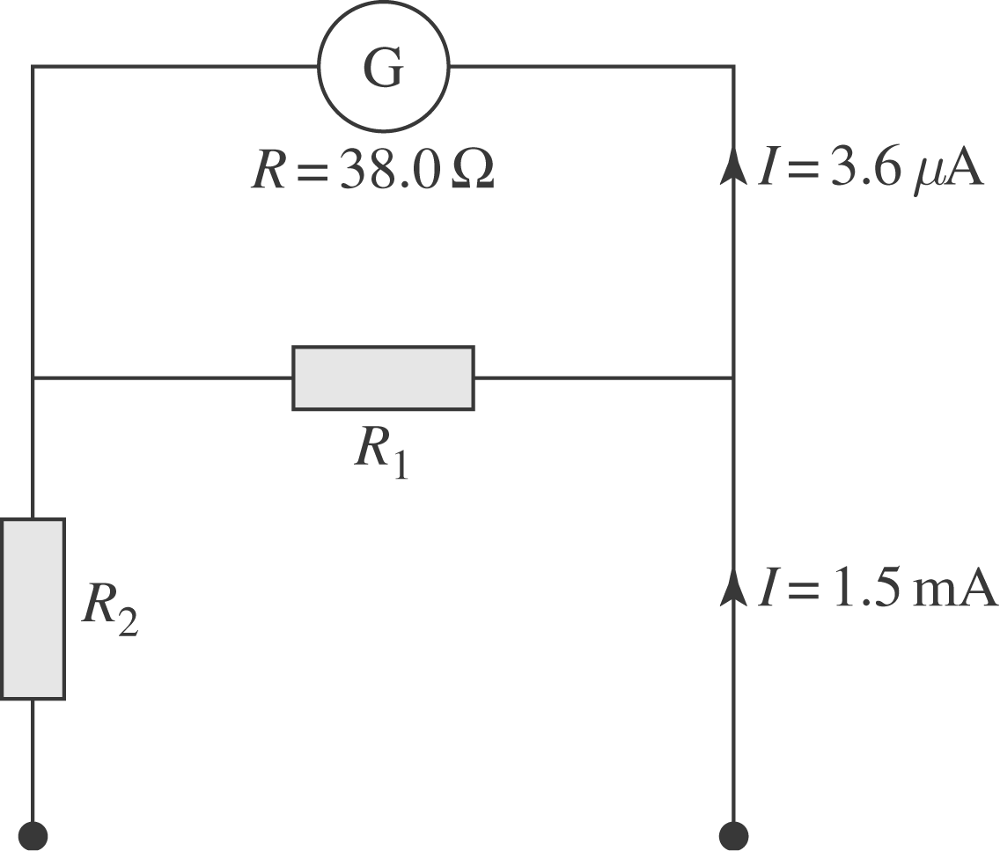 G
R = 38.0 Ω
I = 3.6 μA
R1
I = 1.5 mA
R2